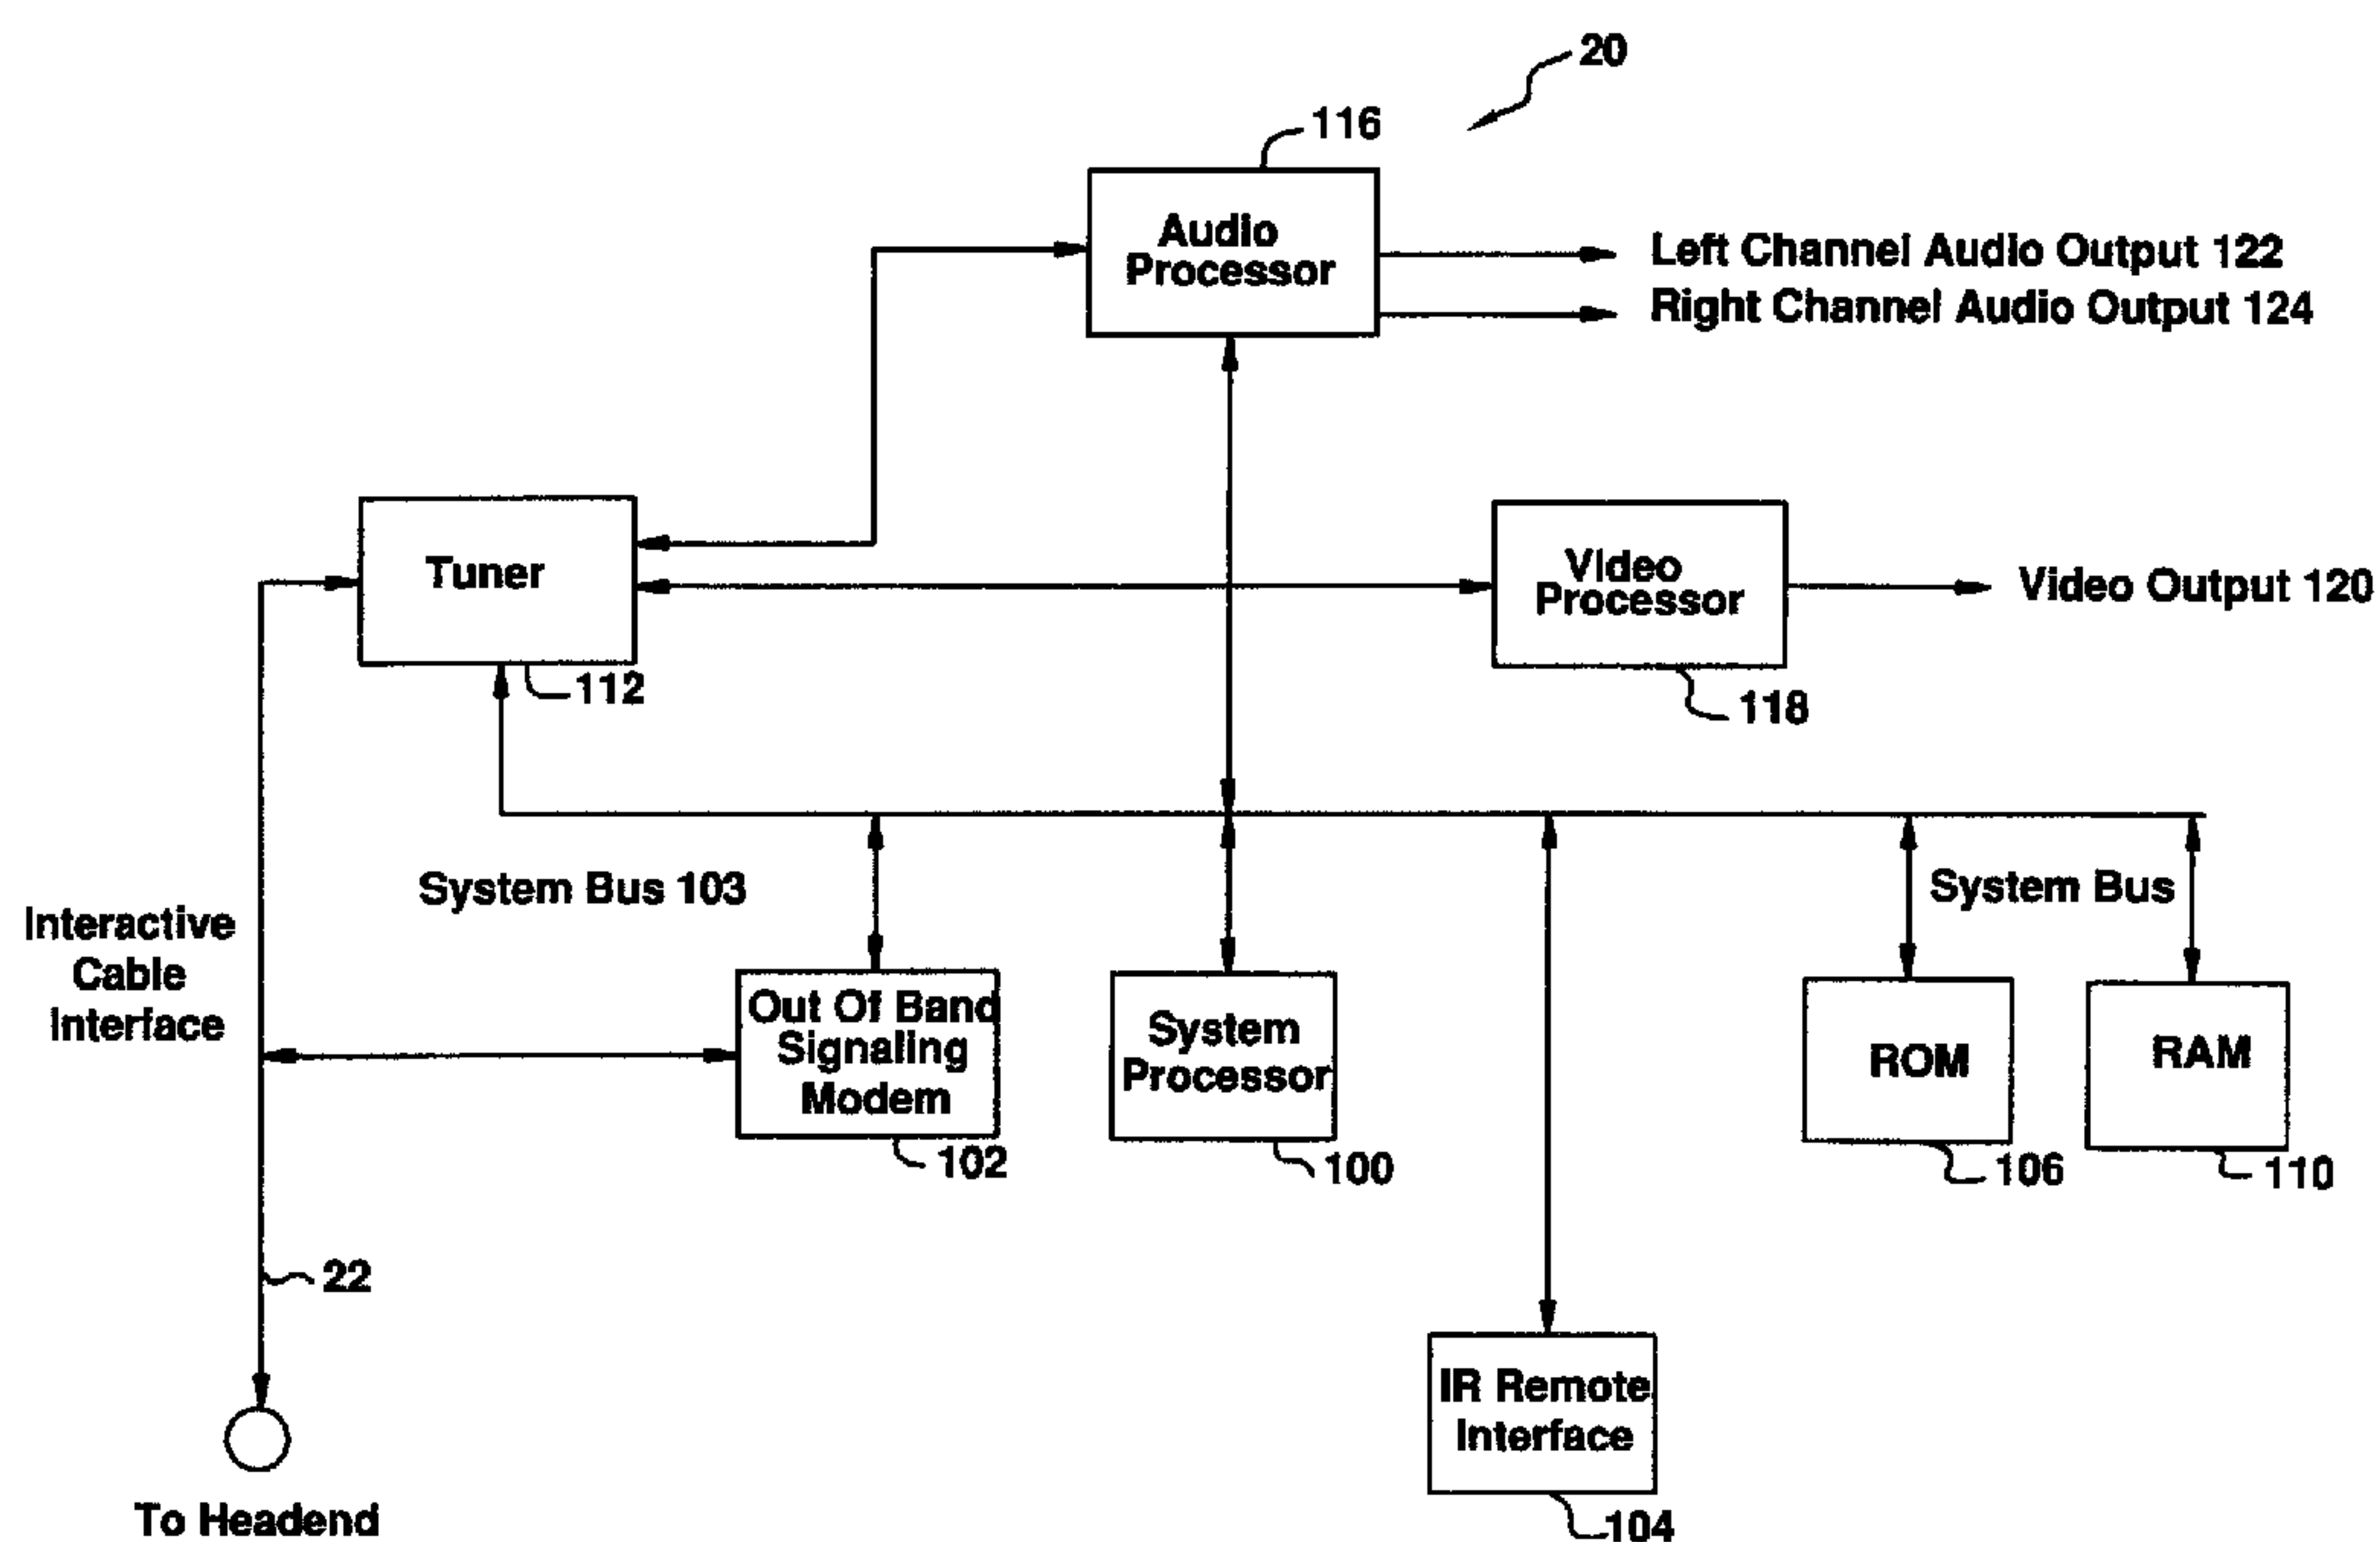 20
116
Audio
Processor
Left Channel Audio Output 122
Right Channel Audio Output 124
Tuner
Video
Processor
Video Output 120
112
118
System Bus 103
System Bus
Interactive
Cable
Interface
Out Of Band
Signaling
Modem
System
Processor
ROM
RAM
102
100
106
110
22
IR Remote
Interface
104
To Headend